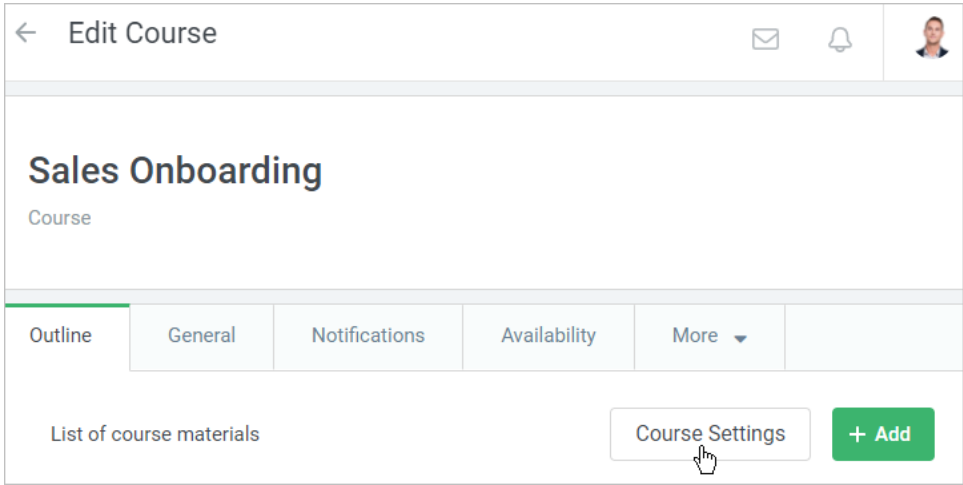 Edit Course
Sales Onboarding
Course
Outline General Notifications Availability More
List of course materials Course Settings + Add